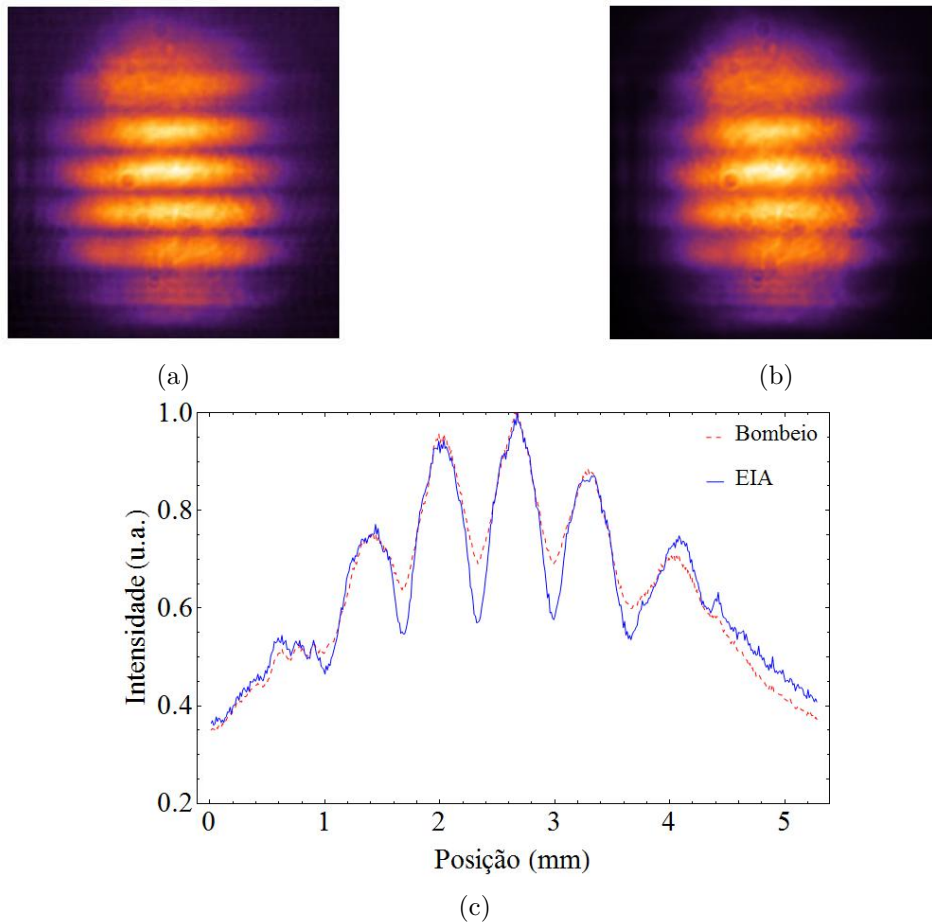 (a)
(b)
1.0
0.8
0.6
0.4
0.2
Intensidade (u.a.)
Bombeio
EIA
0 1 2 3 4 5
Posição (mm)
(c)